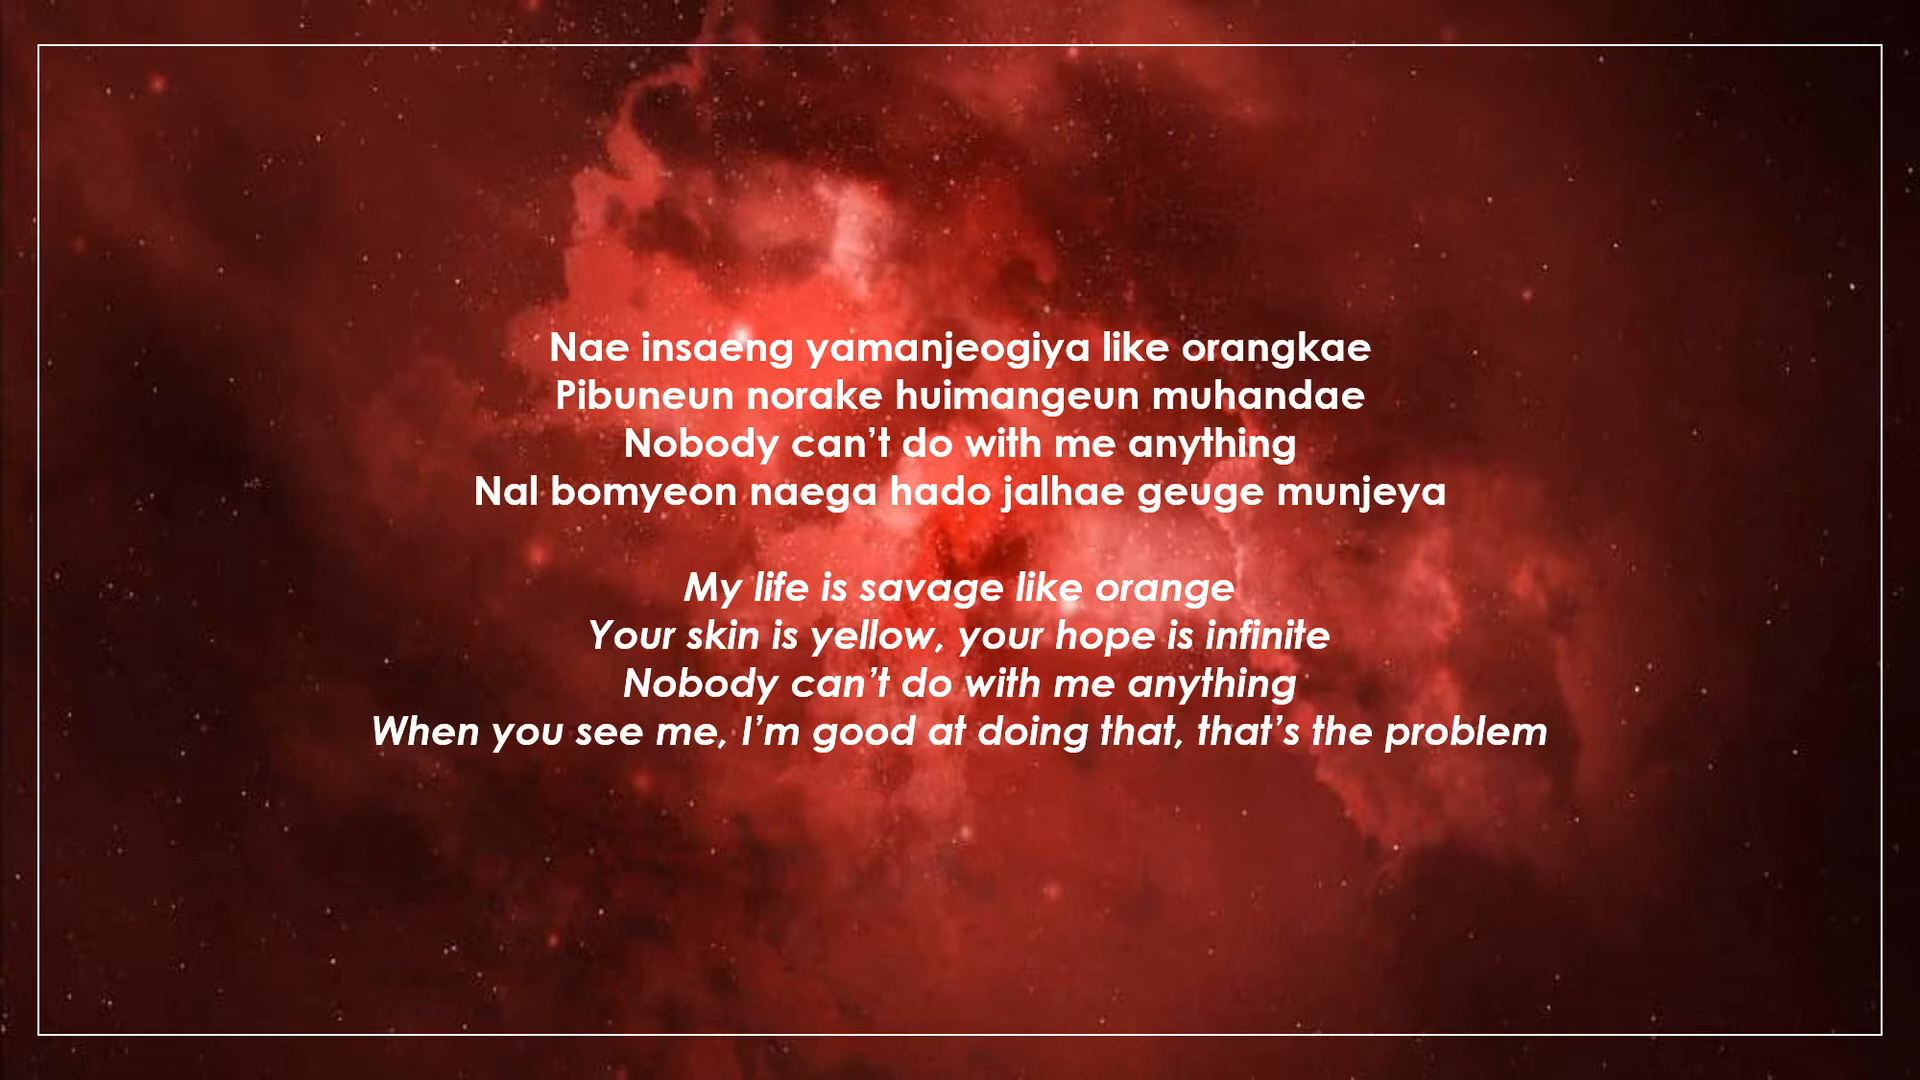 Nae insaeng yamanjeogiya like orangkae
Pibuneun norake huimangeun muhandae
Nobody can’t do with me anything
Nal bomyeon naega hado jalhae geuge munjeya
My life is savage like orange
Your skin is yellow, your hope is infinite
Nobody can’t do with me anything
When you see me, I’m good at doing that, that’s the problem